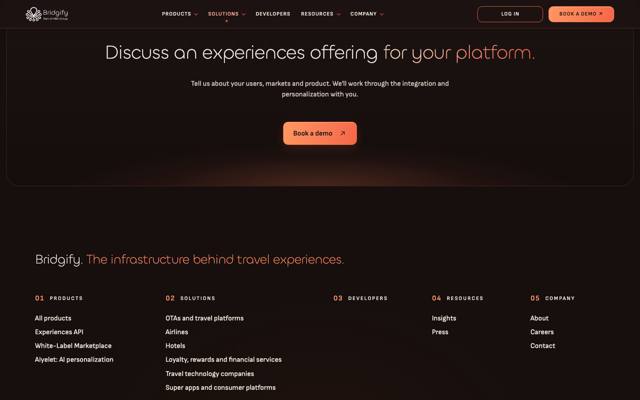 Bridgify
PRODUCTS
SOLUTIONS
DEVELOPERS
RESOURCES
COMPANY
LOG IN
BOOK A DEMO ↗
Discuss an experiences offering for your platform.
Tell us about your users, markets and product. We'll work through the integration and
personalization with you.
Book a demo ↗
Bridgify. The infrastructure behind travel experiences.
01 PRODUCTS
All products
Experiences API
White-Label Marketplace
Aiyelet: AI personalization
02 SOLUTIONS
OTAs and travel platforms
Airlines
Hotels
Loyalty, rewards and financial services
Travel technology companies
Super apps and consumer platforms
03 DEVELOPERS
04 RESOURCES
Insights
Press
05 COMPANY
About
Careers
Contact